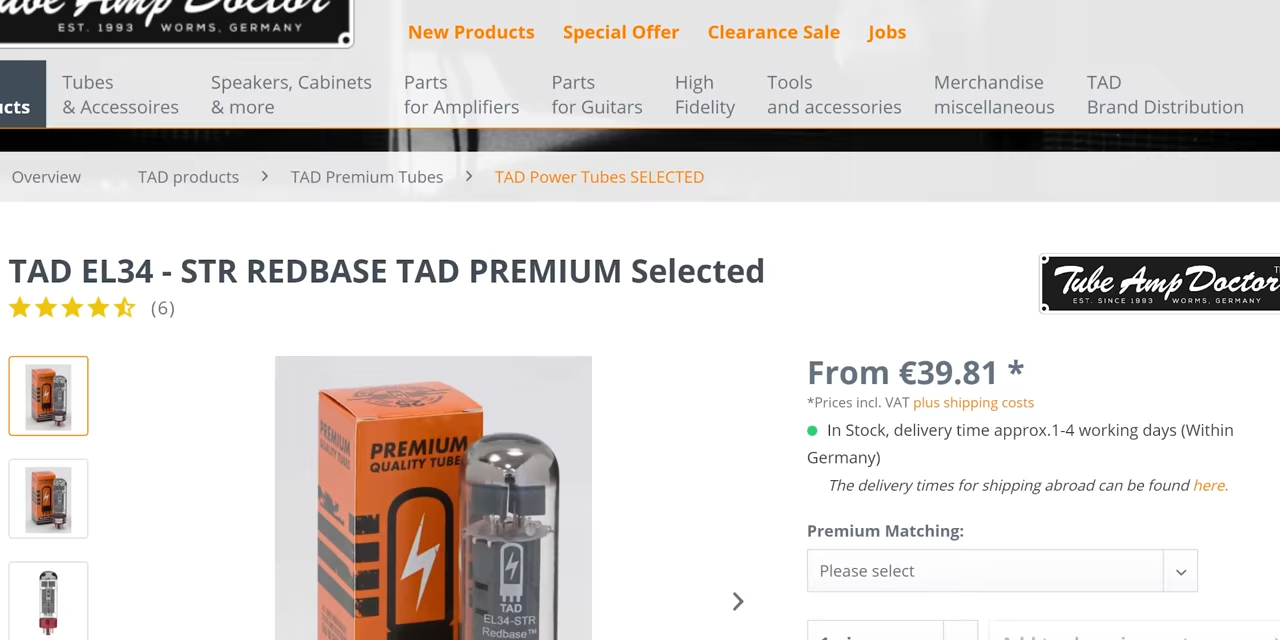 Tube Amp Doctor
EST. 1993 WORMS, GERMANY
New Products Special Offer Clearance Sale Jobs
Tubes
& Accessoires
Speakers, Cabinets
& more
Parts
for Amplifiers
Parts
for Guitars
High
Fidelity
Tools
and accessories
Merchandise
miscellaneous
TAD
Brand Distribution
Overview TAD products > TAD Premium Tubes > TAD Power Tubes SELECTED
TAD EL34 - STR REDBASE TAD PREMIUM Selected
(6)
Tube Amp Doctor
EST. SINCE 1993 WORMS, GERMANY
From €39.81 *
*Prices incl. VAT plus shipping costs
In Stock, delivery time approx.1-4 working days (Within
Germany)
The delivery times for shipping abroad can be found here.
Premium Matching:
Please select
PREMIUM
QUALITY TUBE
PREMIUM
QUALITY TUBES
25
TAD
EL34-STR
Redbase™